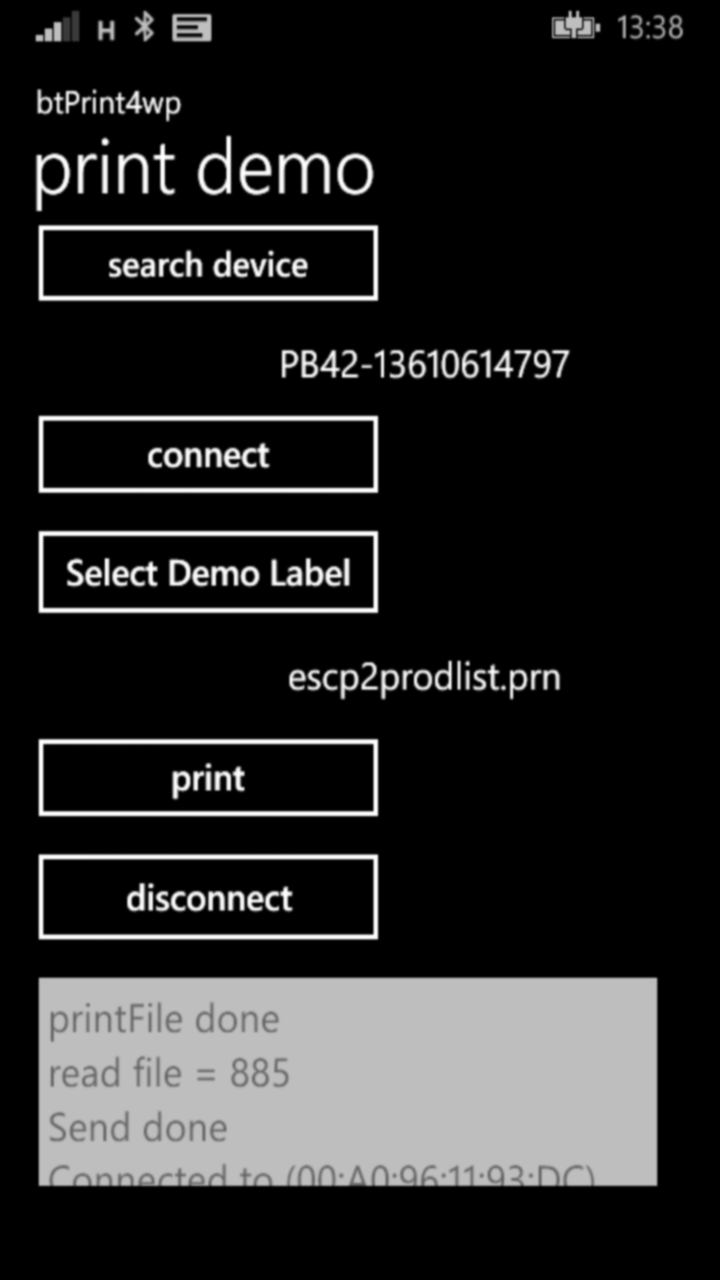 H 13:38
btPrint4wp
print demo
search device
PB42-13610614797
connect
Select Demo Label
escp2prodlist.prn
print
disconnect
printFile done
read file = 885
Send done
Connected to (00:A0:96:11:93:DC)